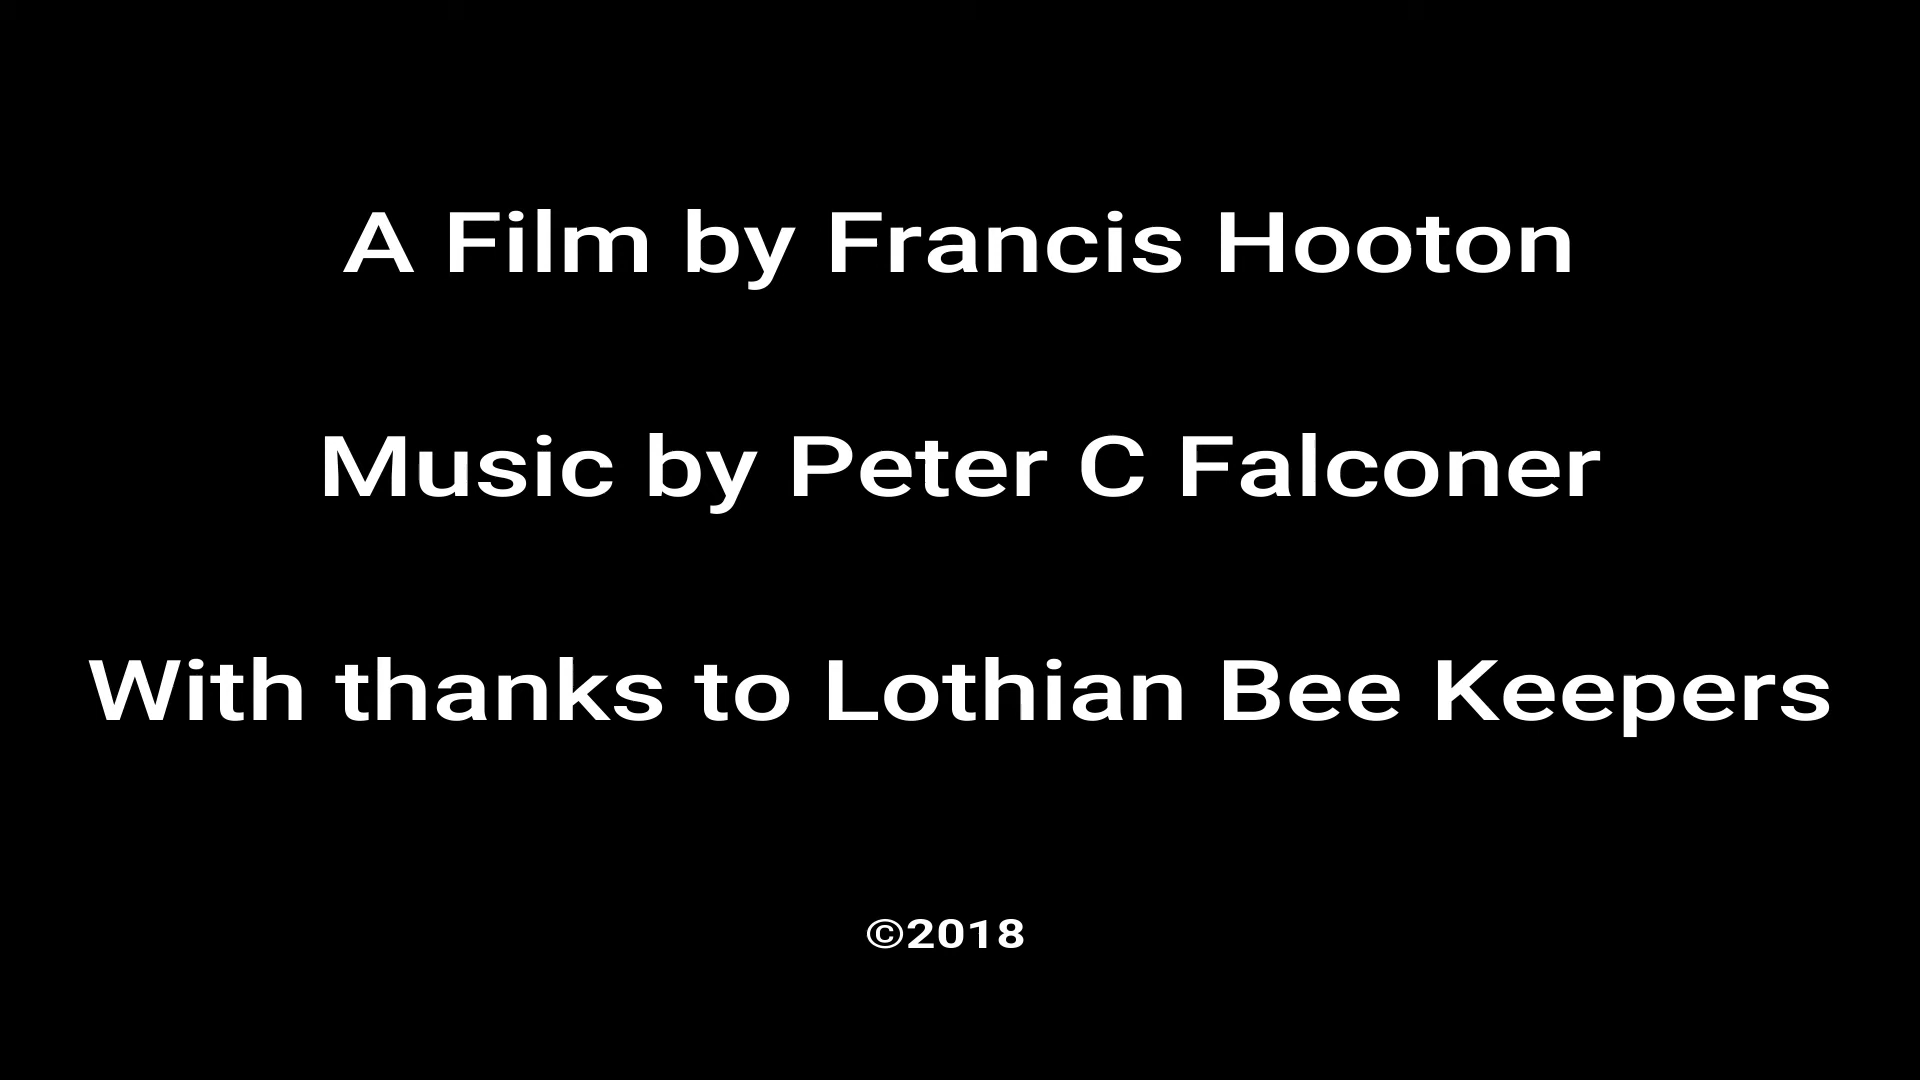 A Film by Francis Hooton
Music by Peter C Falconer
With thanks to Lothian Bee Keepers
©2018